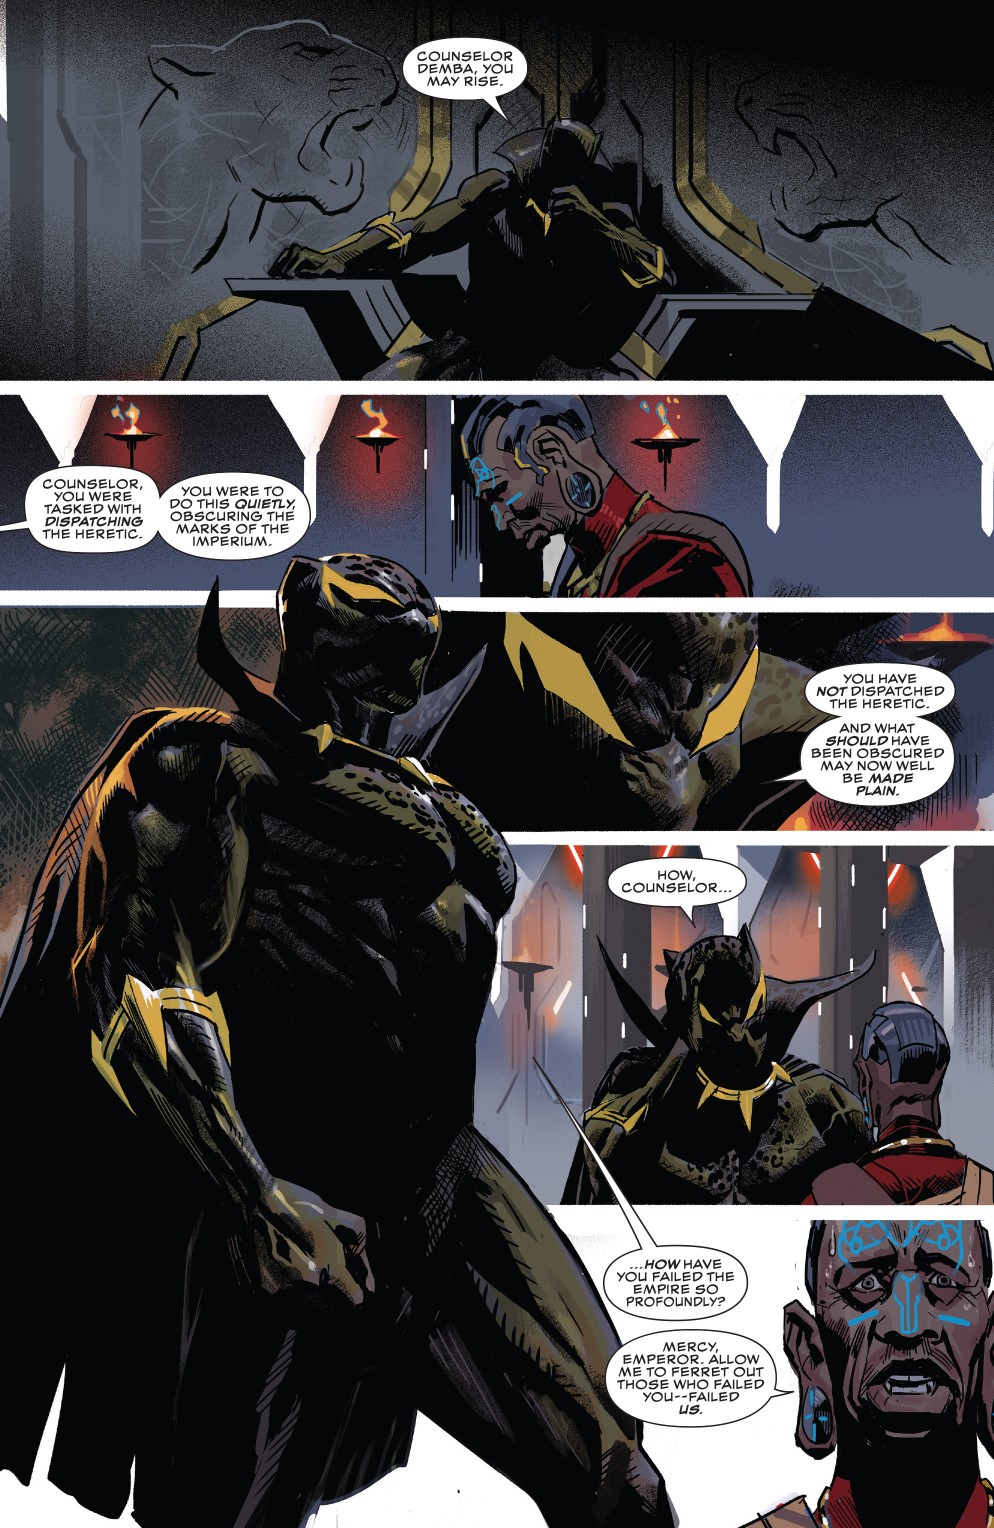 COUNSELOR
DEMBA, YOU
MAY RISE.
COUNSELOR,
YOU WERE
TASKED WITH
DISPATCHING
THE HERETIC.
YOU WERE TO
DO THIS QUIETLY,
OBSCURING THE
MARKS OF THE
IMPERIUM.
YOU HAVE
NOT DISPATCHED
THE HERETIC.
AND WHAT
SHOULD HAVE
BEEN OBSCURED
MAY NOW WELL
BE MADE
PLAIN.
HOW,
COUNSELOR...
...HOW HAVE
YOU FAILED THE
EMPIRE SO
PROFOUNDLY?
MERCY,
EMPEROR. ALLOW
ME TO FERRET OUT
THOSE WHO FAILED
YOU--FAILED
US.